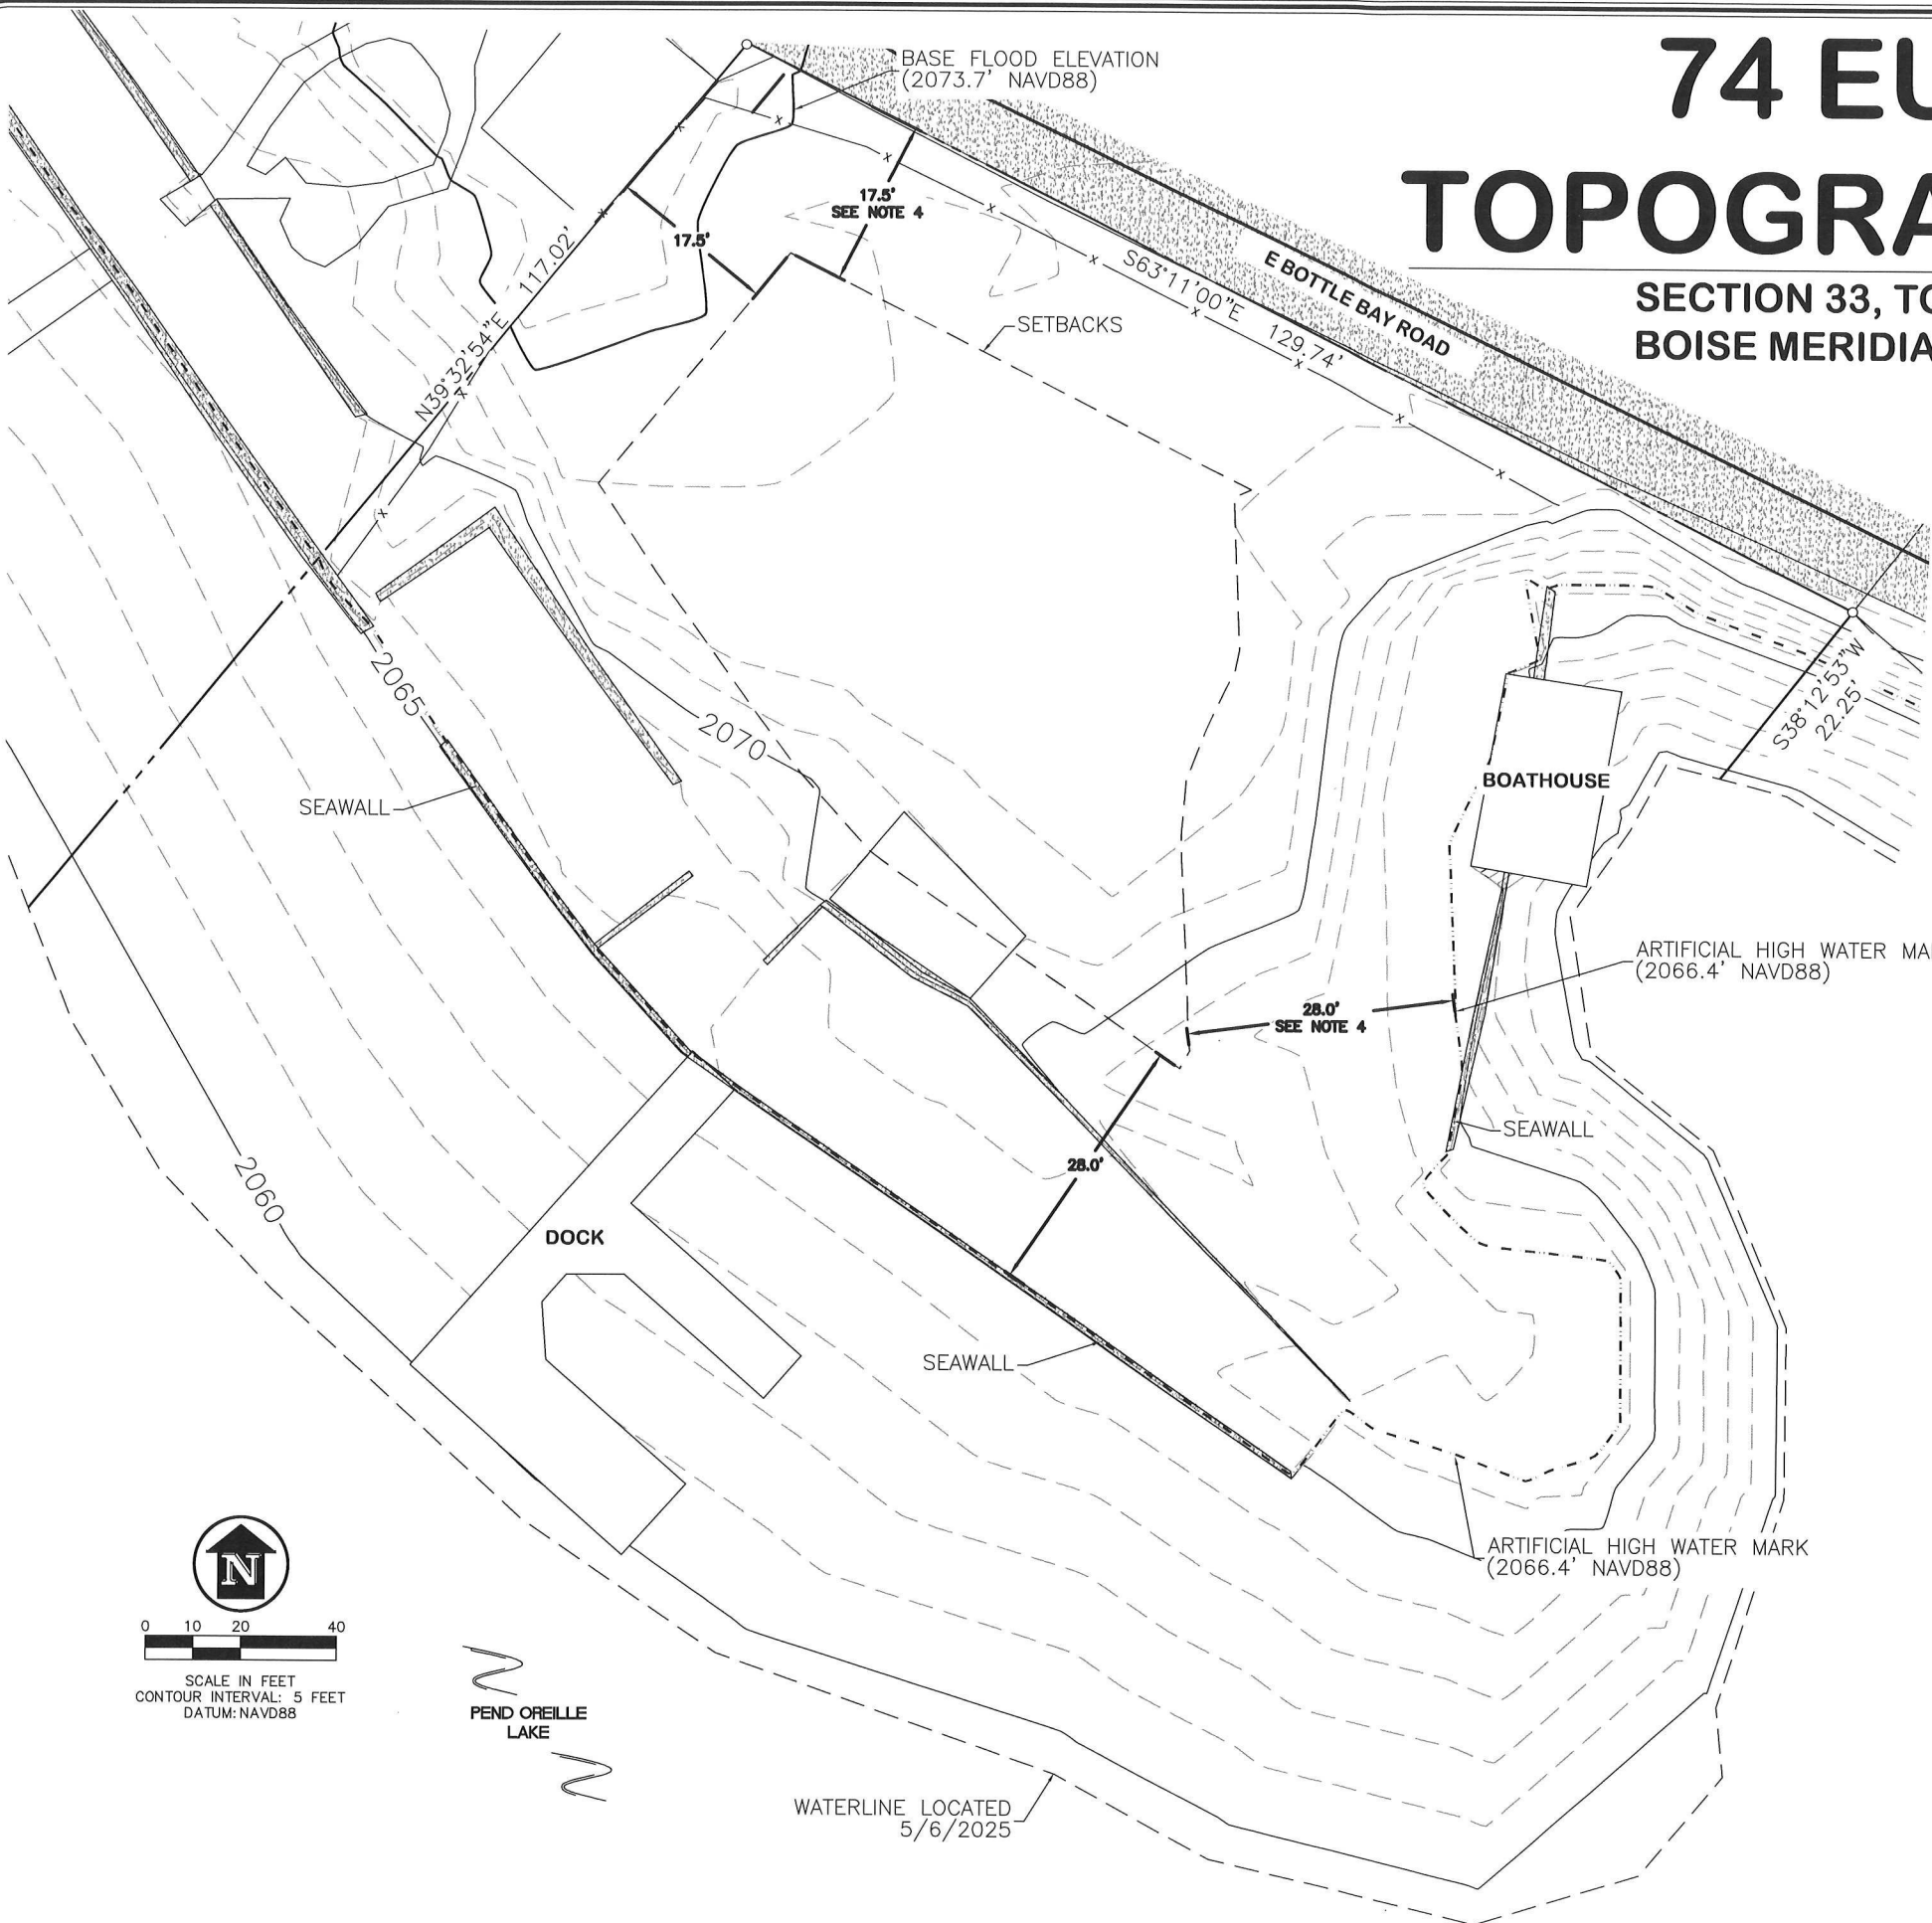 74 EU
TOPOGRA
SECTION 33, TO
BOISE MERIDIA
BASE FLOOD ELEVATION
(2073.7' NAVD88)
17.5'
SEE NOTE 4
17.5'
N39°32'54"E 117.02'
S63°11'00"E 129.74'
E BOTTLE BAY ROAD
SETBACKS
2065
2070
S38°12'53"W
22.25'
BOATHOUSE
SEAWALL
ARTIFICIAL HIGH WATER MA
(2066.4' NAVD88)
28.0'
SEE NOTE 4
SEAWALL
28.0'
2060
DOCK
SEAWALL
ARTIFICIAL HIGH WATER MARK
(2066.4' NAVD88)
N
0 10 20 40
SCALE IN FEET
CONTOUR INTERVAL: 5 FEET
DATUM: NAVD88
PEND OREILLE
LAKE
WATERLINE LOCATED
5/6/2025